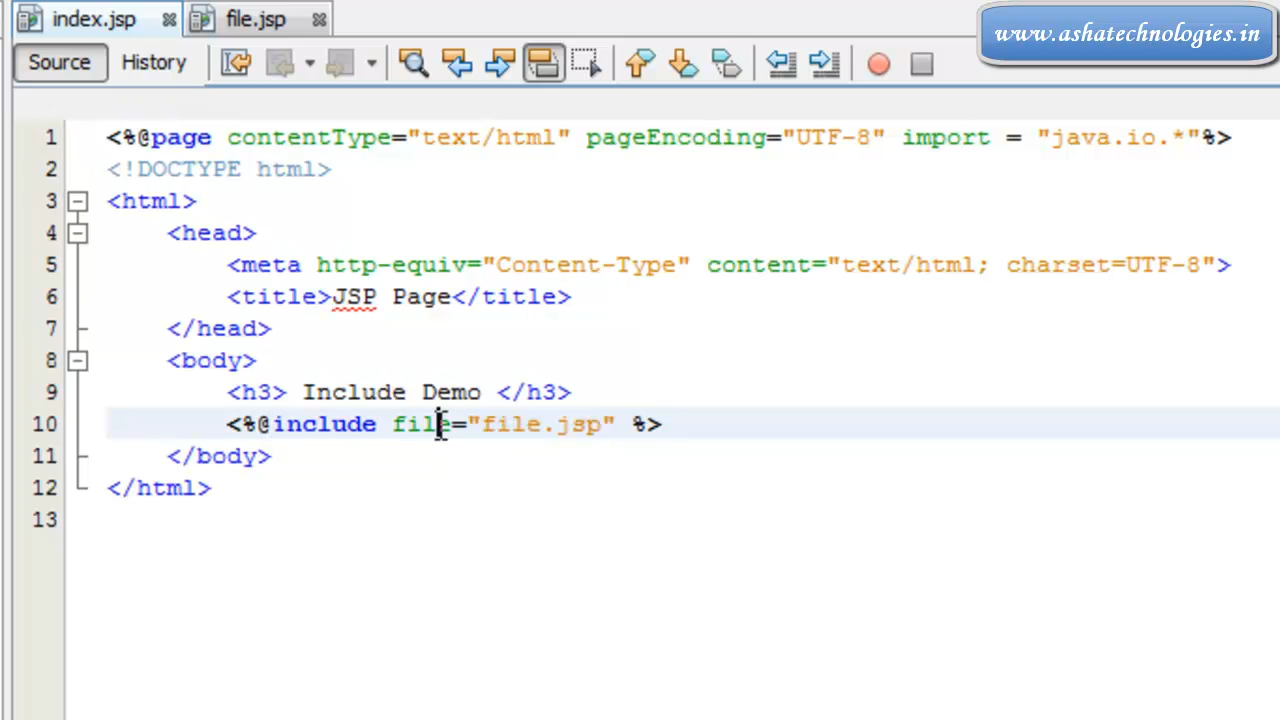 index.jsp file.jsp
www.ashatechnologies.in
Source History
1 <%@page contentType="text/html" pageEncoding="UTF-8" import = "java.io.*"%>
2 <!DOCTYPE html>
3 <html>
4 <head>
5 <meta http-equiv="Content-Type" content="text/html; charset=UTF-8">
6 <title>JSP Page</title>
7 </head>
8 <body>
9 <h3> Include Demo </h3>
10 <%@include file="file.jsp" %>
11 </body>
12 </html>
13